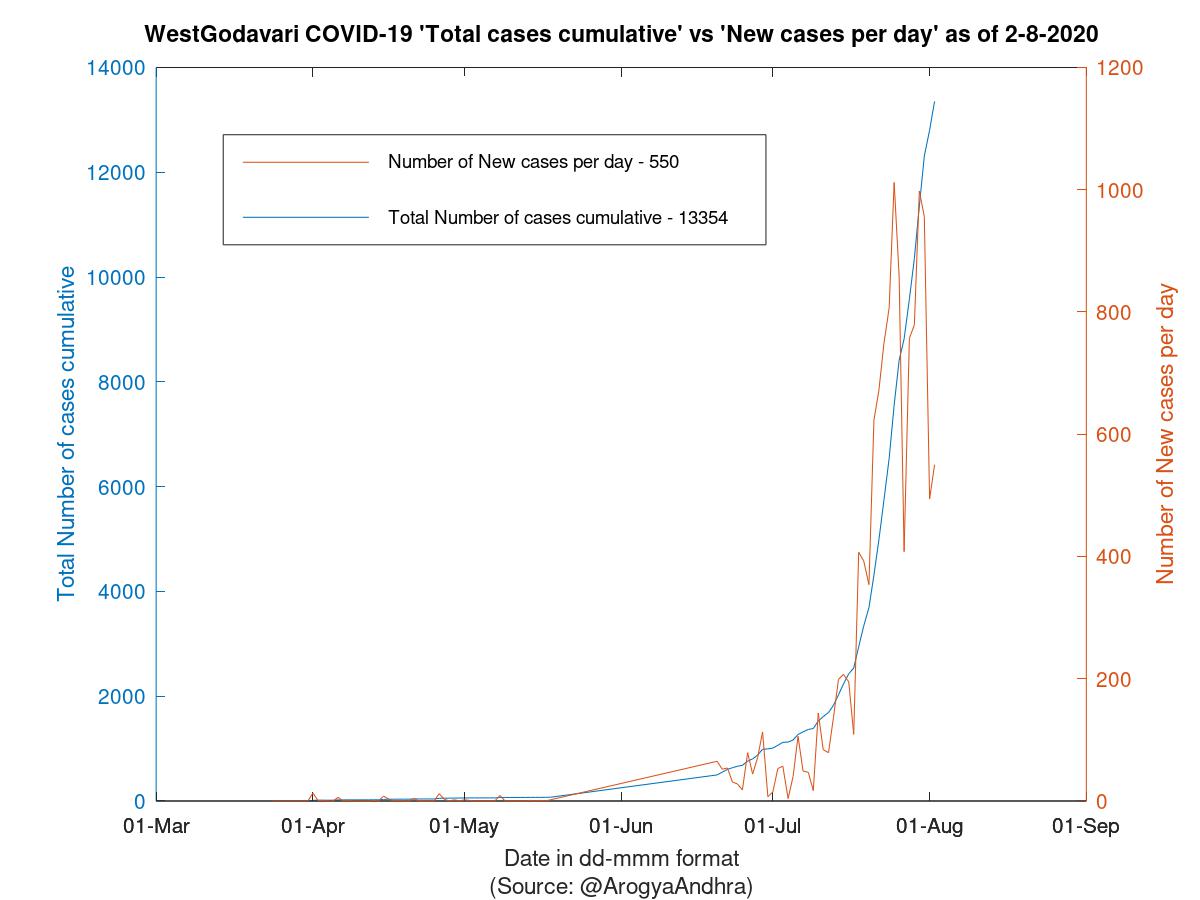 WestGodavari COVID-19 'Total cases cumulative' vs 'New cases per day' as of 2-8-2020
14000
12000
10000
8000
6000
4000
2000
0
Total Number of cases cumulative
Number of New cases per day - 550
Total Number of cases cumulative - 13354
1200
1000
800
600
400
200
0
Number of New cases per day
01-Mar 01-Apr 01-May 01-Jun 01-Jul 01-Aug 01-Sep
Date in dd-mmm format
(Source: @ArogyaAndhra)